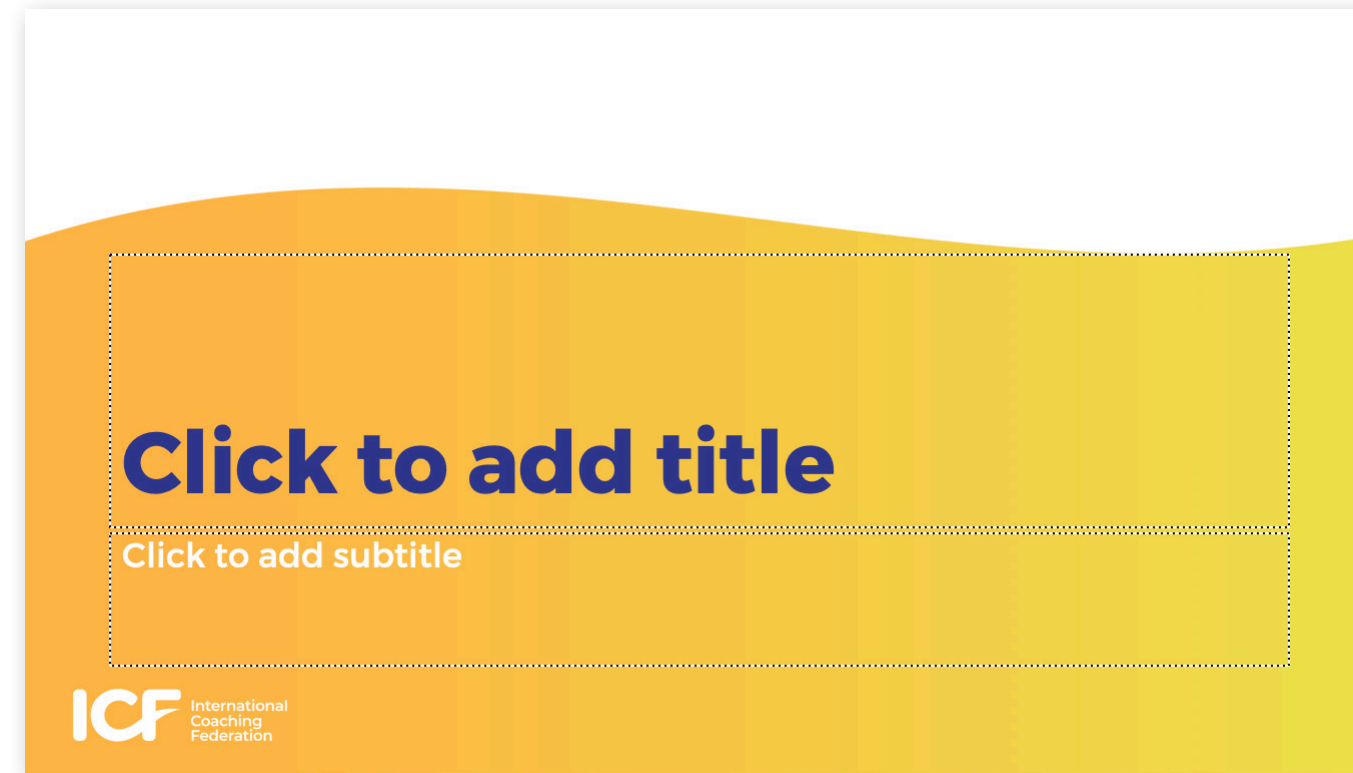 Click to add title
Click to add subtitle
ICF
International
Coaching
Federation